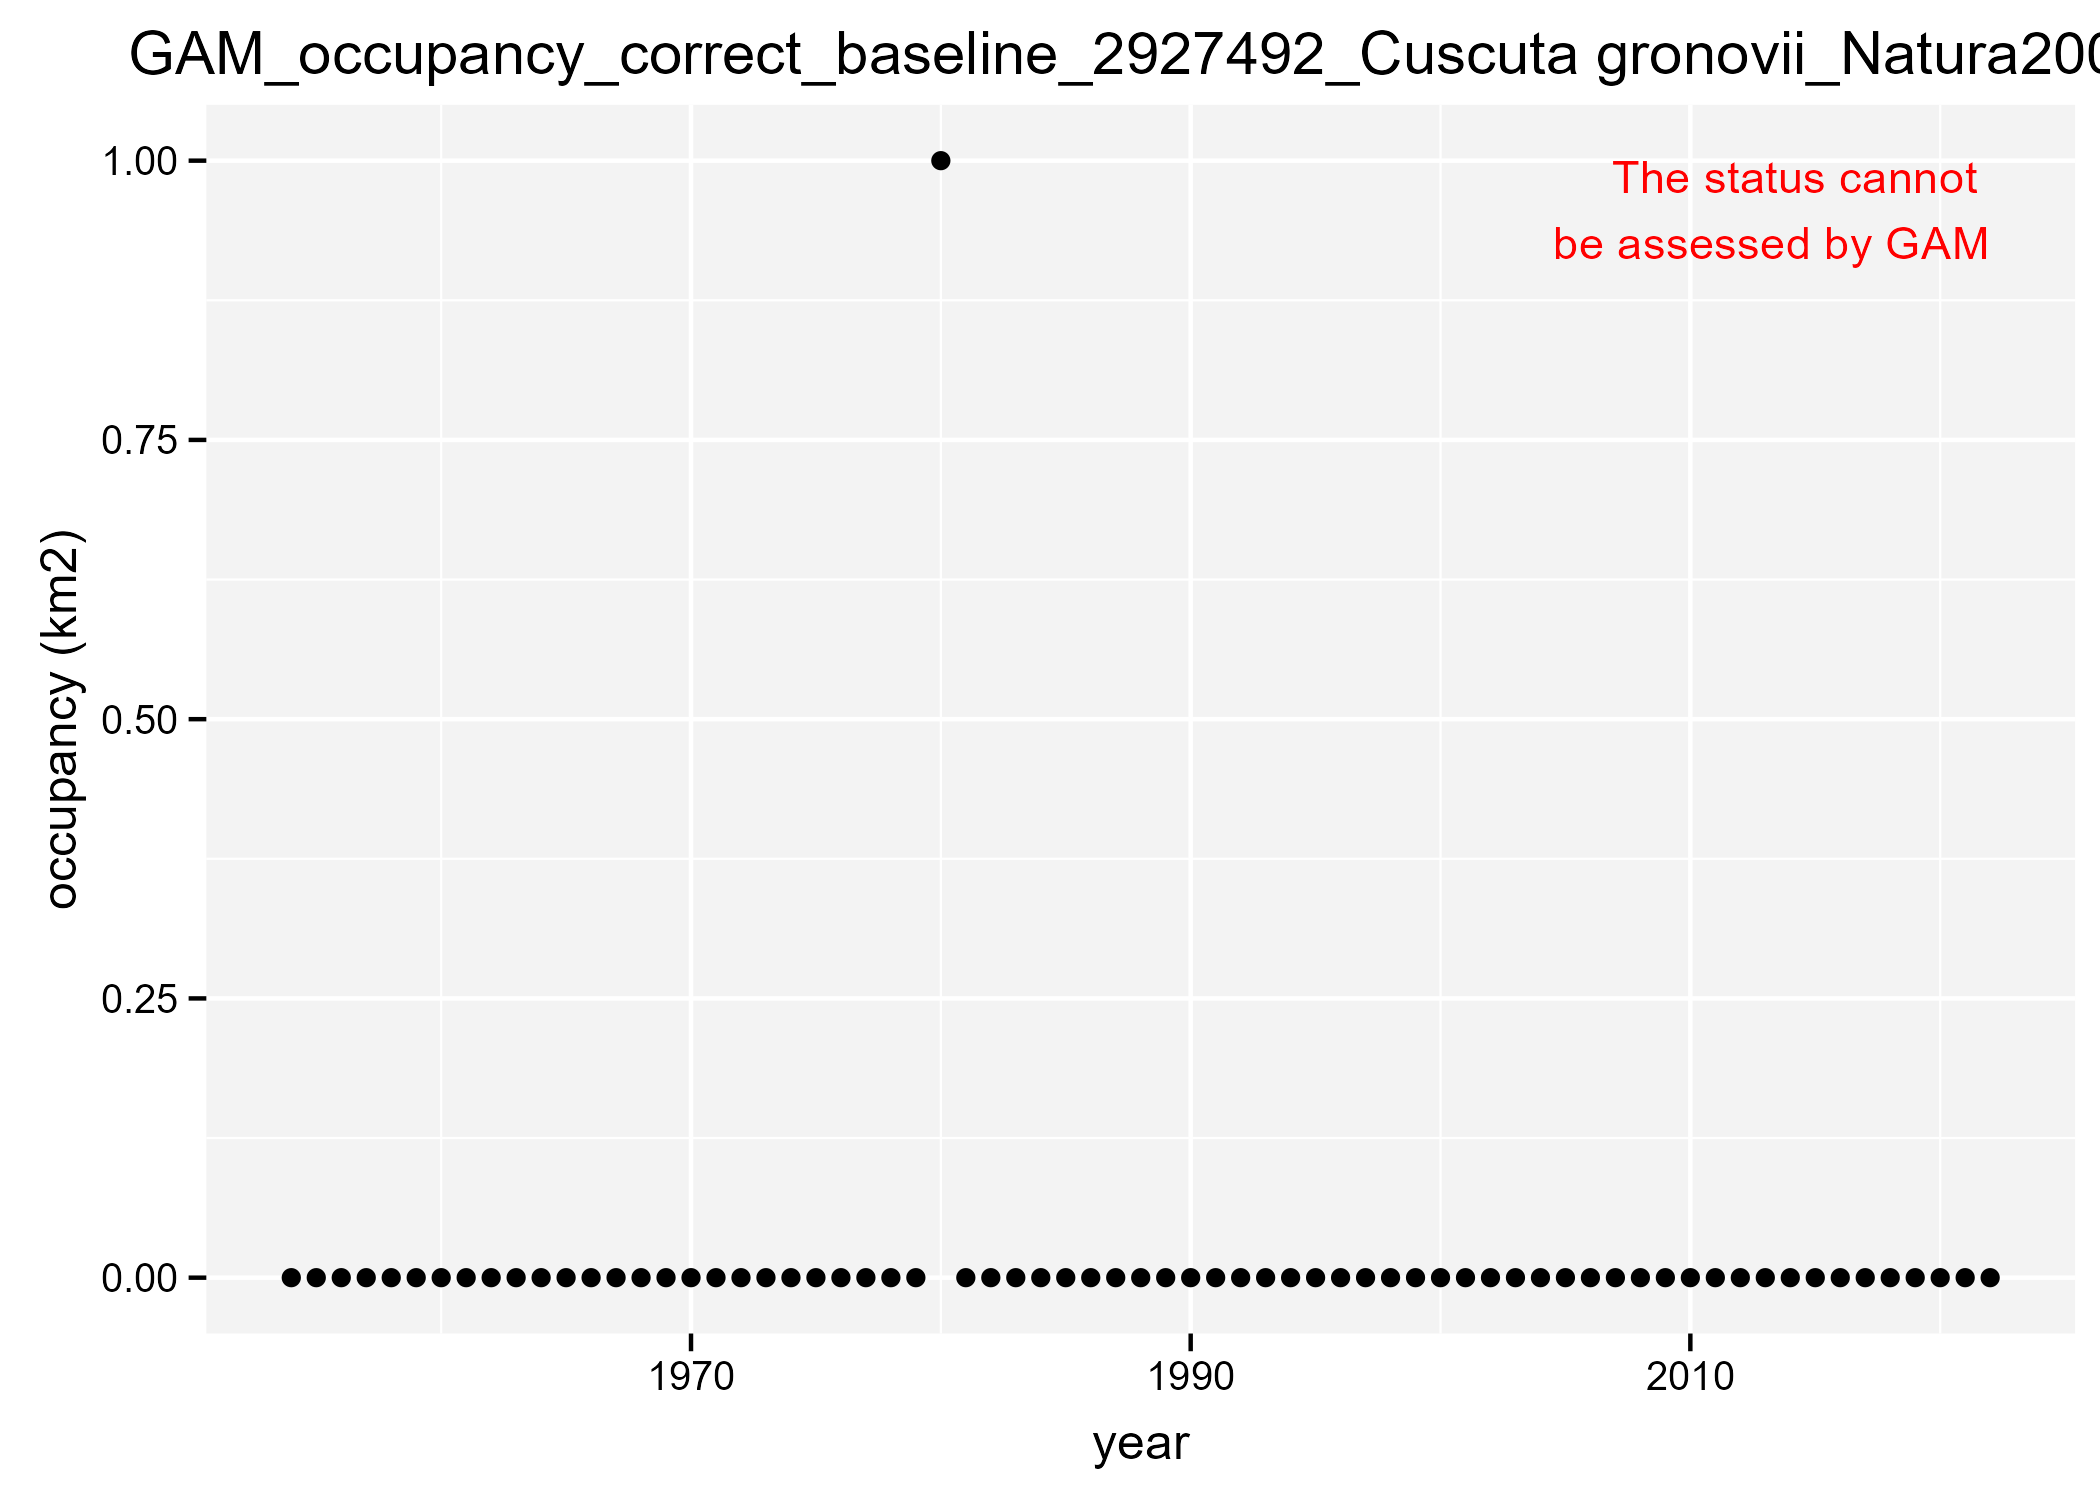 GAM_occupancy_correct_baseline_2927492_Cuscuta gronovii_Natura200
1.00
The status cannot
be assessed by GAM
0.75
occupancy (km2)
0.50
0.25
0.00
1970
1990
2010
year